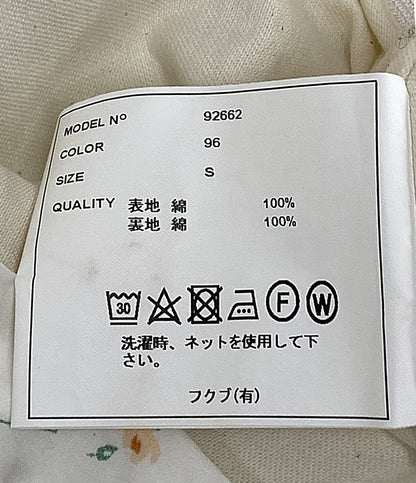 MODEL Nº 92662
COLOR 96
SIZE S
QUALITY 表地 綿 100%
裏地 綿 100%
30 F W
洗濯時、ネットを使用して下
さい。
フクブ(有)